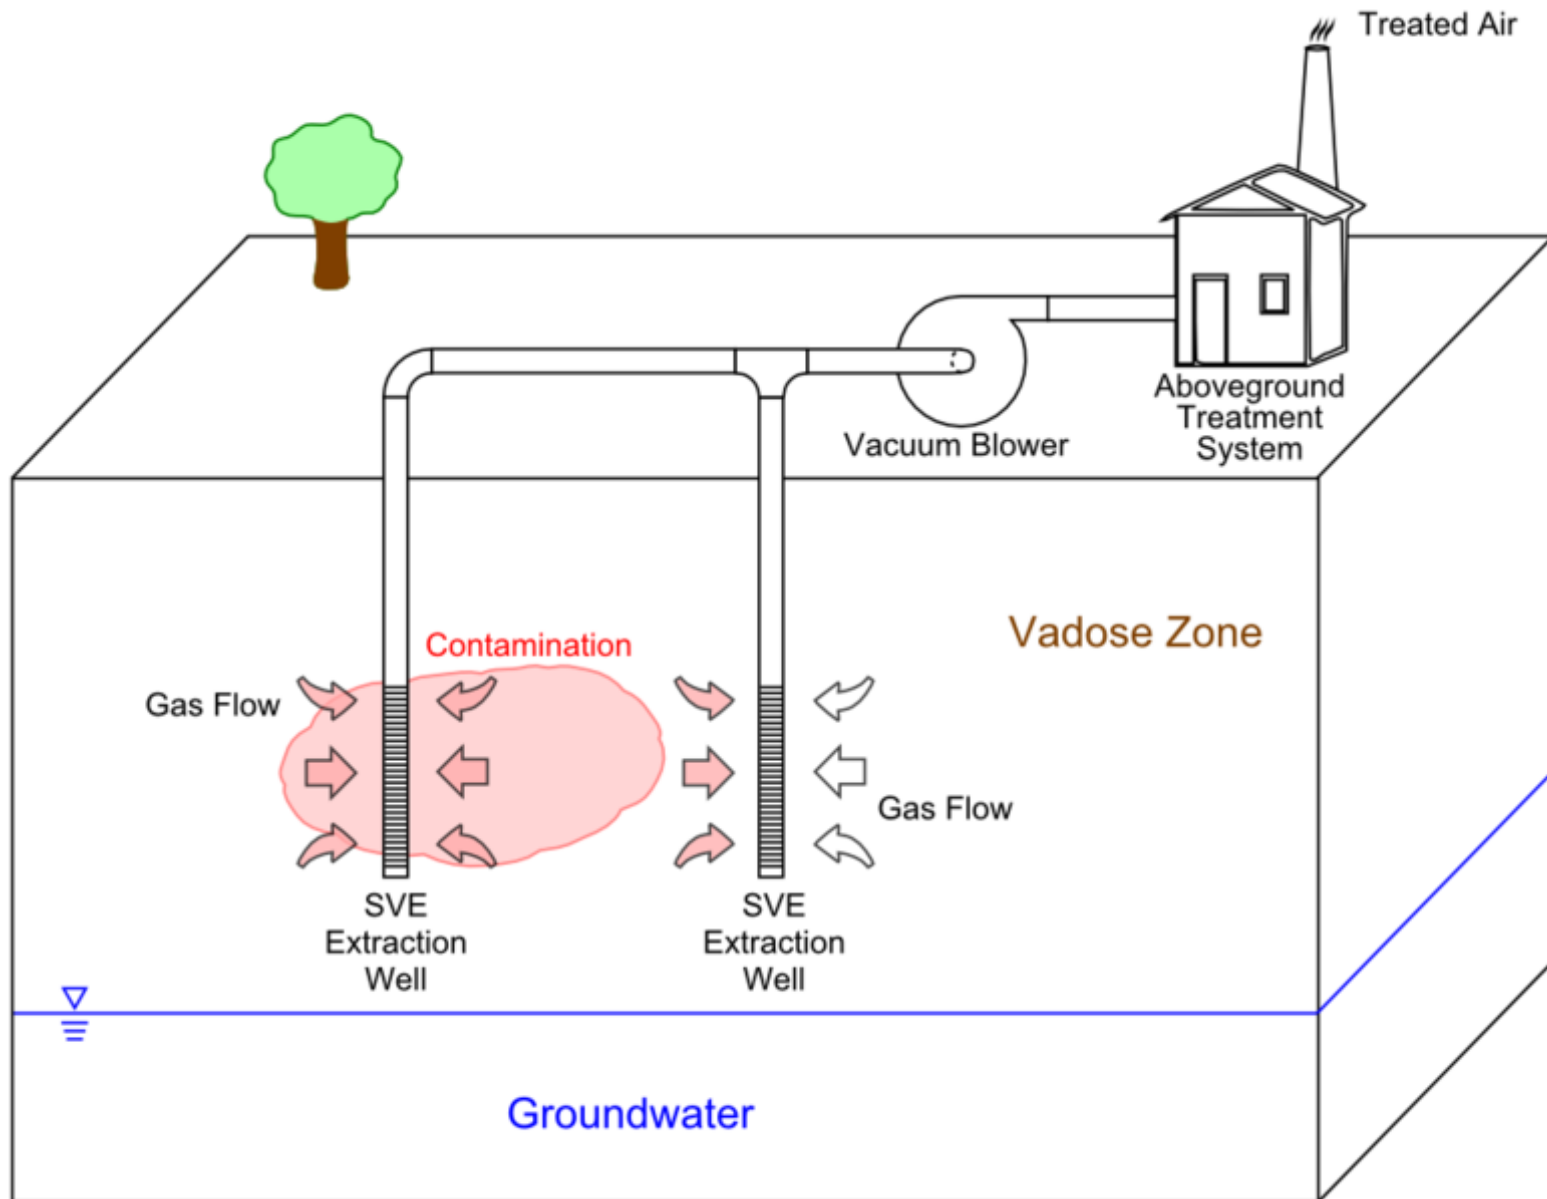 Treated Air
Aboveground
Treatment
System
Vacuum Blower
Vadose Zone
Contamination
Gas Flow
Gas Flow
SVE
Extraction
Well
SVE
Extraction
Well
Groundwater